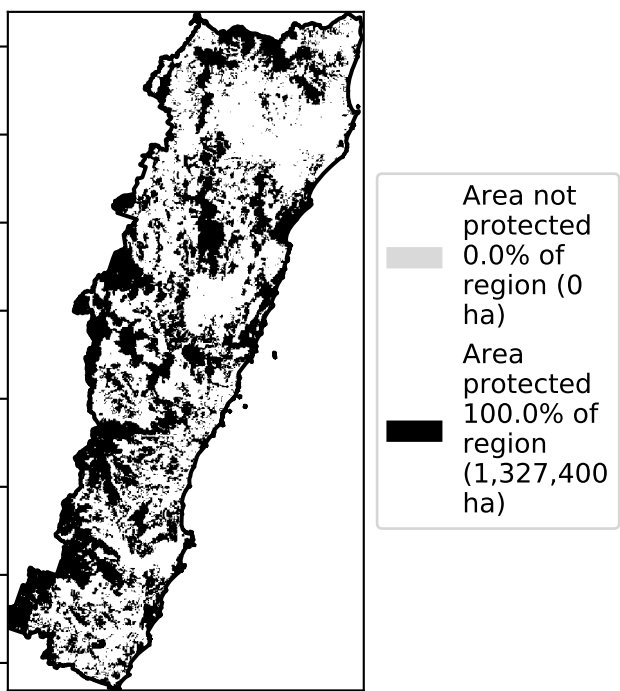 Area not
protected
0.0% of
region (0
ha)
Area
protected
100.0% of
region
(1,327,400
ha)